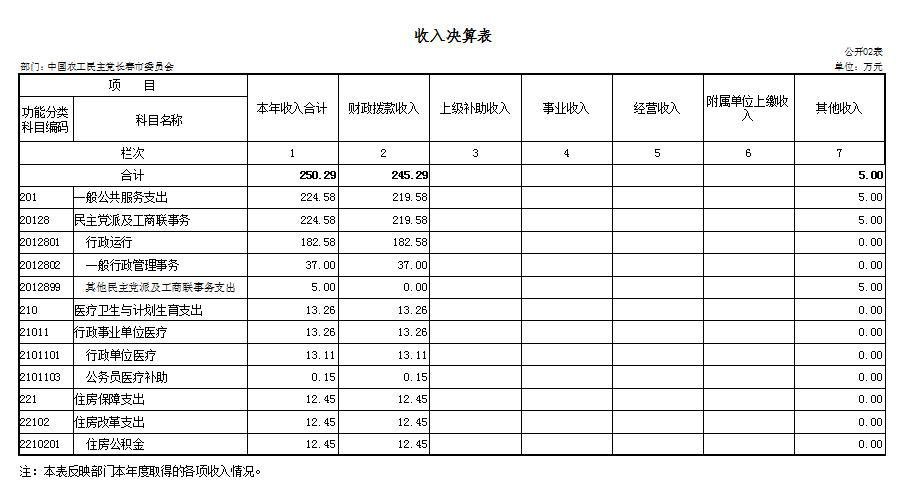 收入决算表
公开02表
部门：中国农工民主党长春市委员会 单位：万元
项 目 本年收入合计 财政拨款收入 上级补助收入 事业收入 经营收入 附属单位上缴收入 其他收入
功能分类科目编码 科目名称
栏次 1 2 3 4 5 6 7
合计 250.29 245.29 5.00
201 一般公共服务支出 224.58 219.58 5.00
20128 民主党派及工商联事务 224.58 219.58 5.00
2012801 行政运行 182.58 182.58 0.00
2012802 一般行政管理事务 37.00 37.00 0.00
2012899 其他民主党派及工商联事务支出 5.00 0.00 5.00
210 医疗卫生与计划生育支出 13.26 13.26 0.00
21011 行政事业单位医疗 13.26 13.26 0.00
2101101 行政单位医疗 13.11 13.11 0.00
2101103 公务员医疗补助 0.15 0.15 0.00
221 住房保障支出 12.45 12.45 0.00
22102 住房改革支出 12.45 12.45 0.00
2210201 住房公积金 12.45 12.45 0.00
注：本表反映部门本年度取得的各项收入情况。